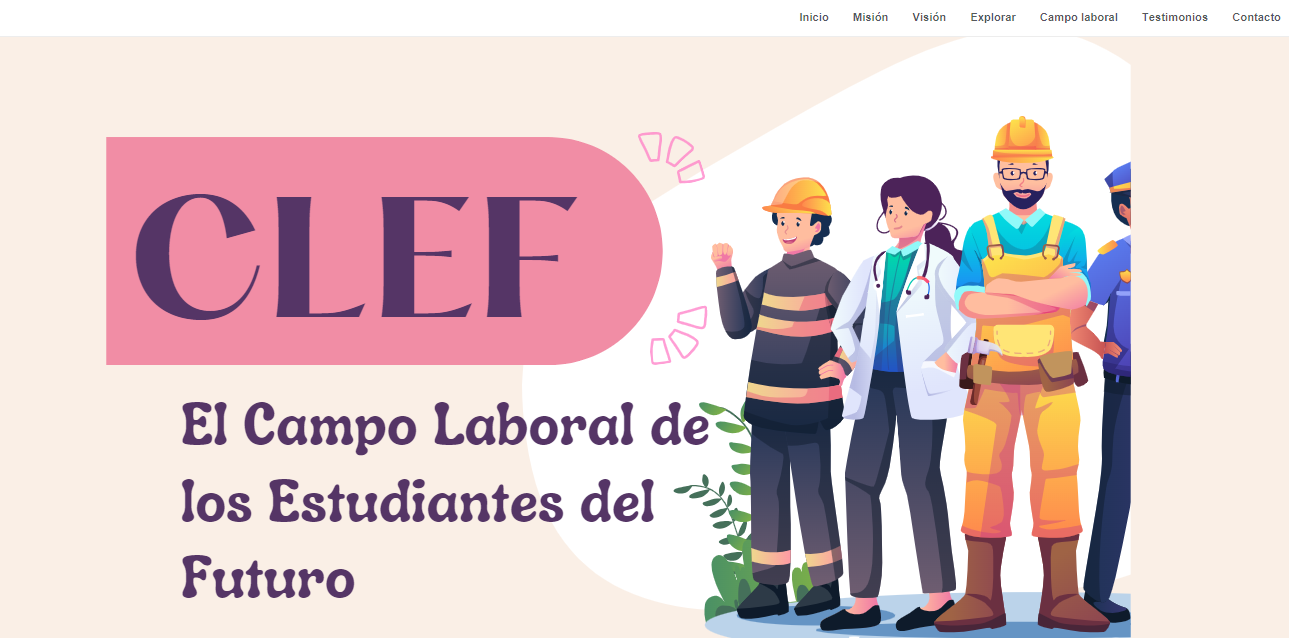 Inicio Misión Visión Explorar Campo laboral Testimonios Contacto
CLEF
El Campo Laboral de
los Estudiantes del
Futuro